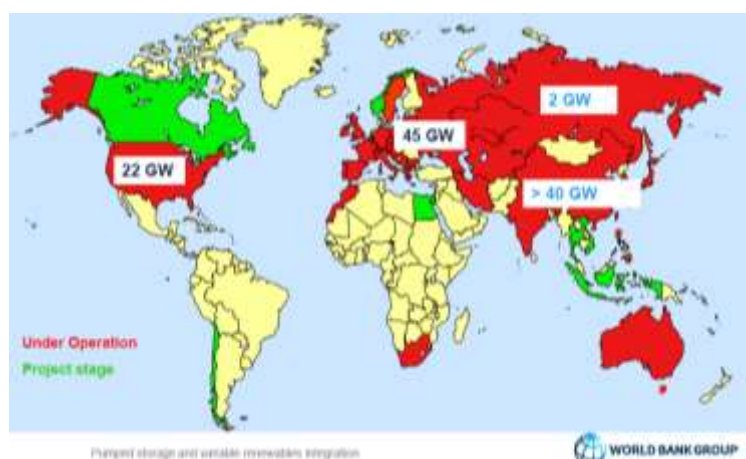 2 GW
45 GW
22 GW
> 40 GW
Under Operation
Project stage
Pumped storage and variable renewables integration
WORLD BANK GROUP